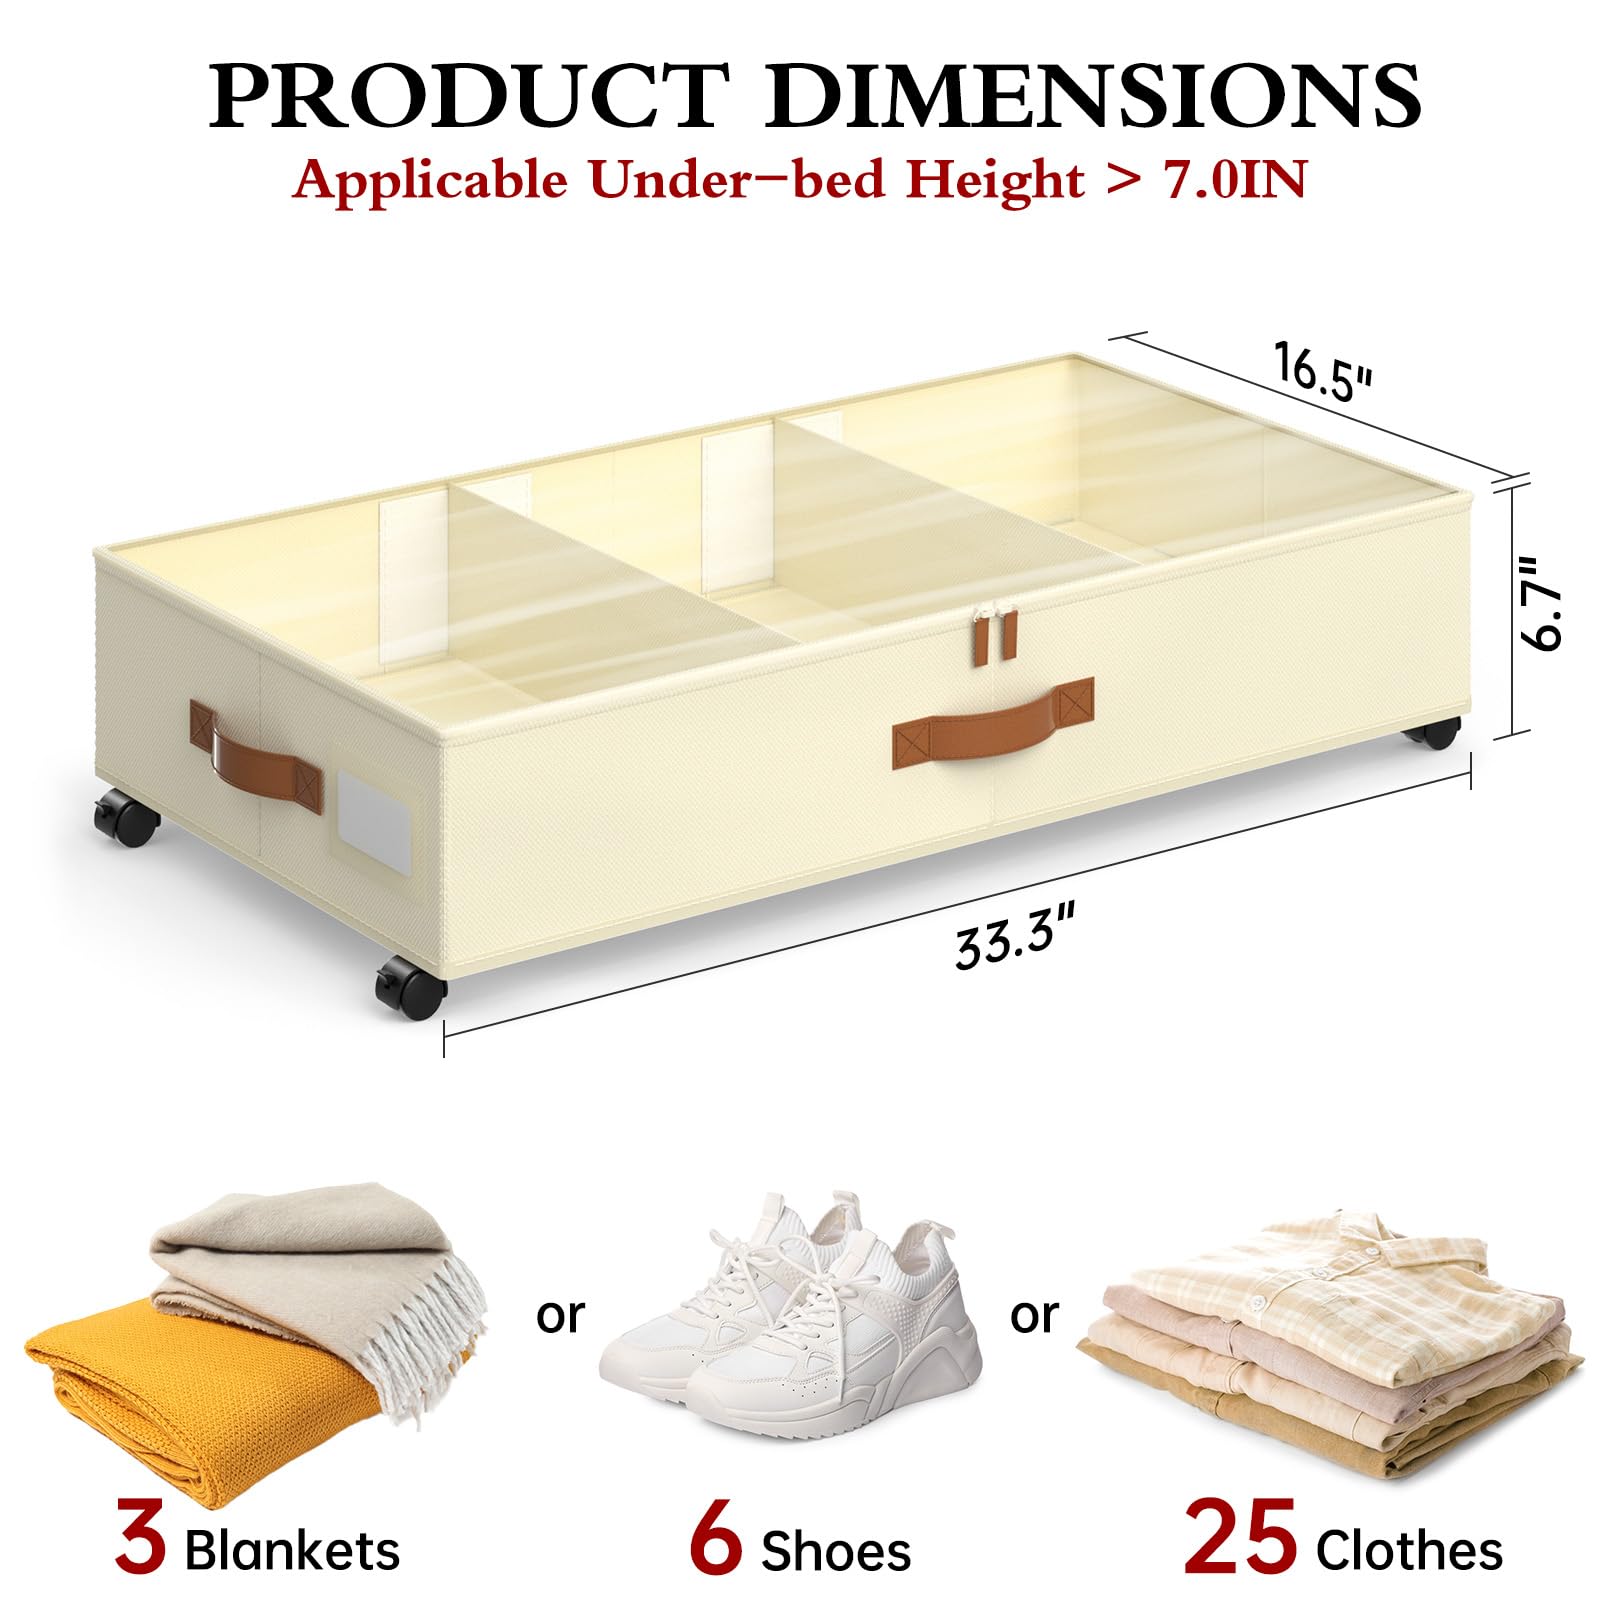 PRODUCT DIMENSIONS
Applicable Under-bed Height > 7.0IN
16.5"
6.7"
33.3"
or
or
3 Blankets
6 Shoes
25 Clothes